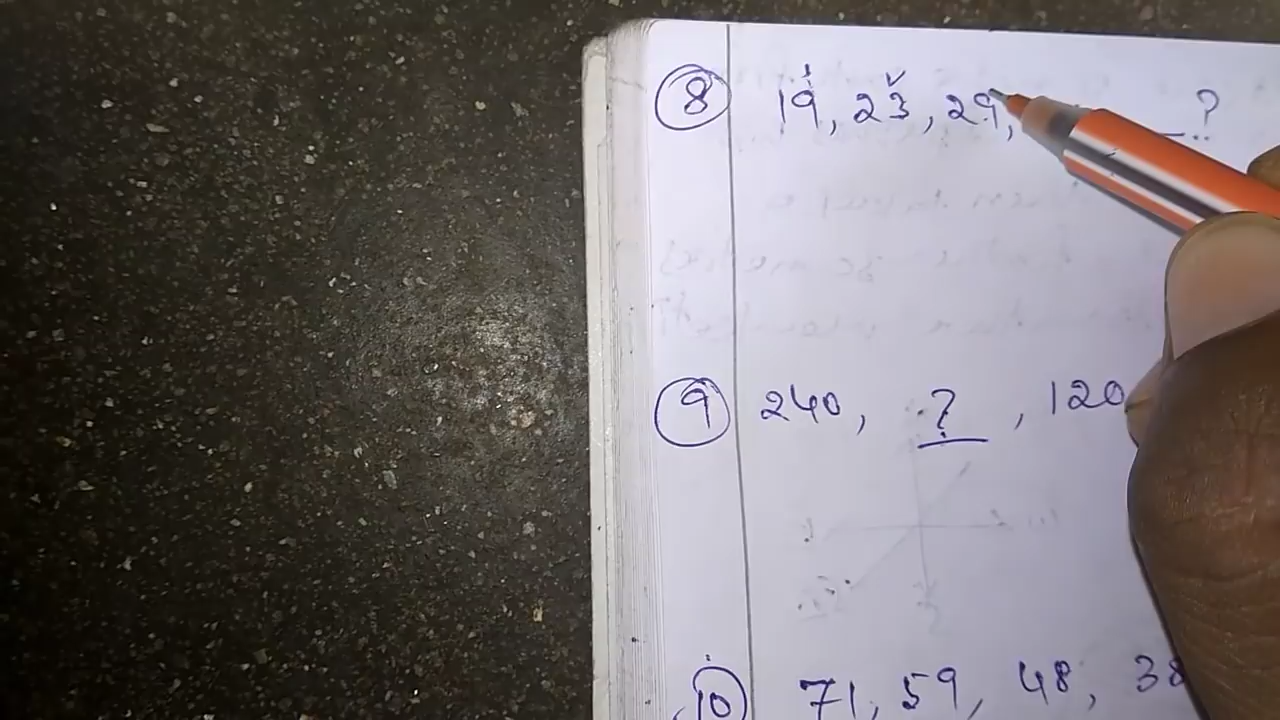 8 19, 23, 29, _?
9 240, ?, 120
10 71, 59, 48, 38